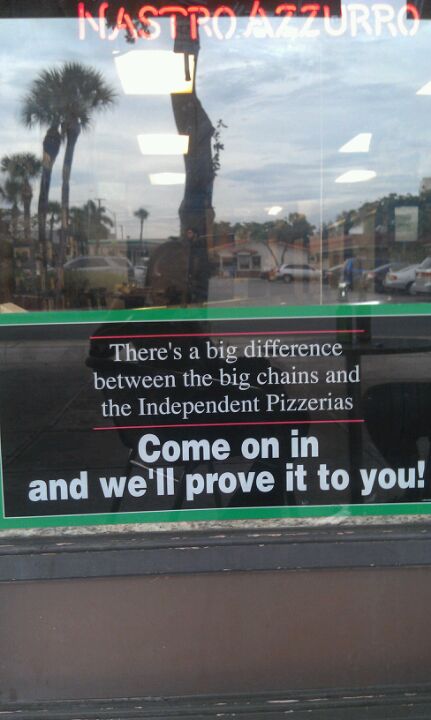 NASTRO AZZURRO
There's a big difference
between the big chains and
the Independent Pizzerias
Come on in
and we'll prove it to you!